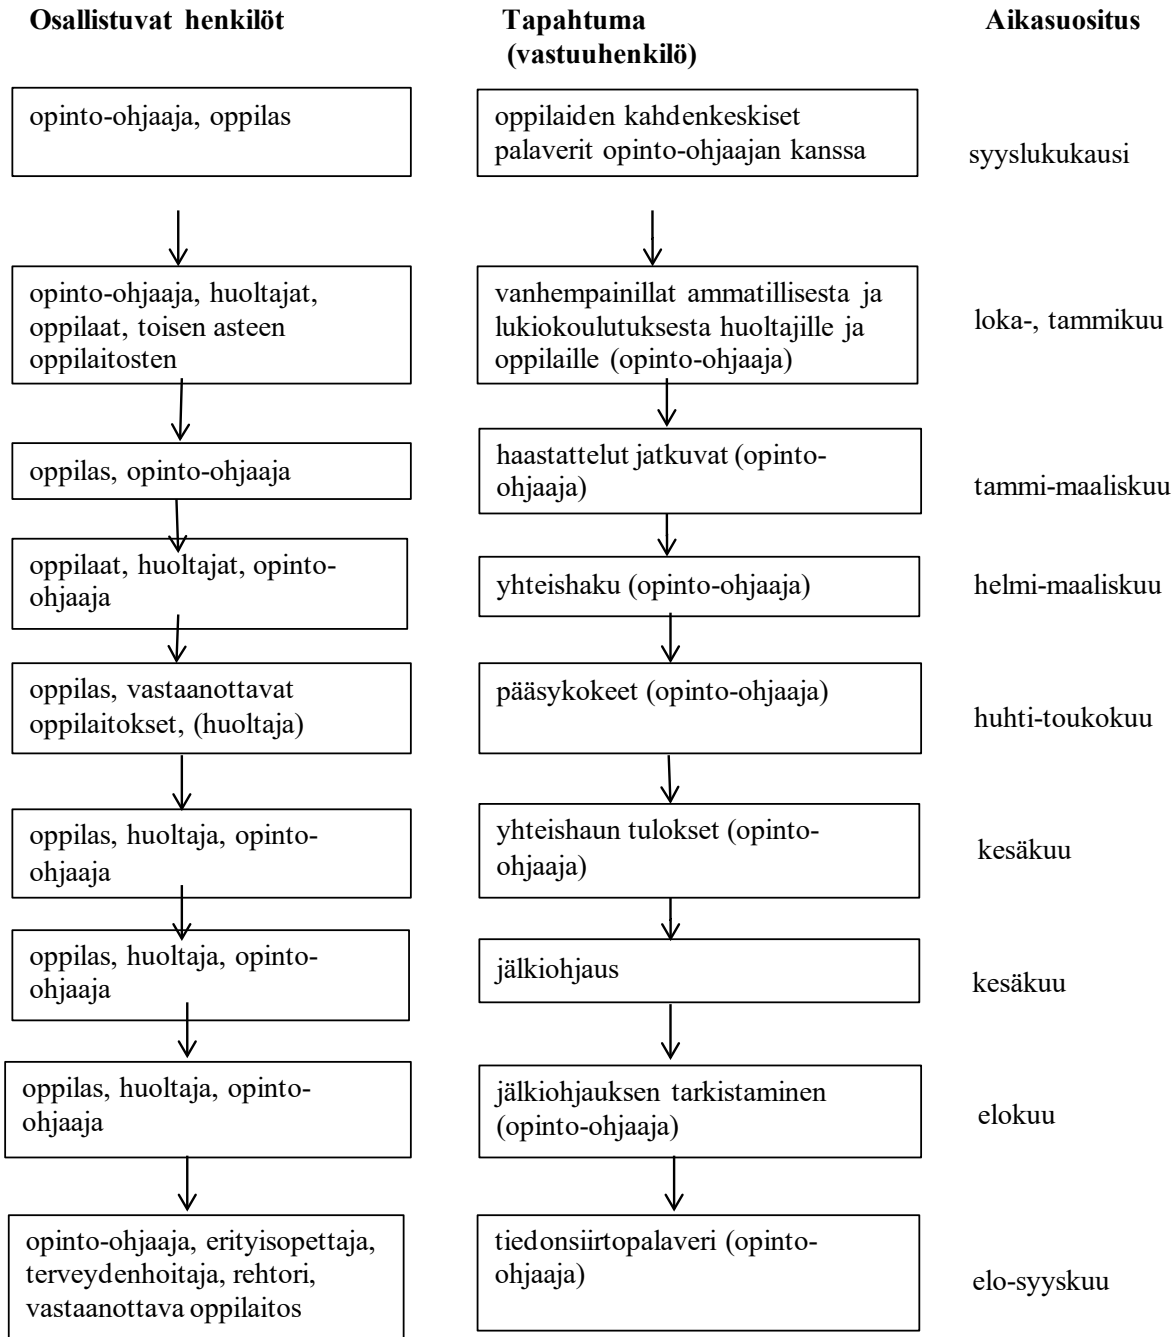 Osallistuvat henkilöt
Tapahtuma
(vastuuhenkilö)
Aikasuositus
opinto-ohjaaja, oppilas
oppilaiden kahdenkeskiset
palaverit opinto-ohjaajan kanssa
syyslukukausi
opinto-ohjaaja, huoltajat,
oppilaat, toisen asteen
oppilaitosten
vanhempainillat ammatillisesta ja
lukiokoulutuksesta huoltajille ja
oppilaille (opinto-ohjaaja)
loka-, tammikuu
oppilas, opinto-ohjaaja
haastattelut jatkuvat (opinto-
ohjaaja)
tammi-maaliskuu
oppilaat, huoltajat, opinto-
ohjaaja
yhteishaku (opinto-ohjaaja)
helmi-maaliskuu
oppilas, vastaanottavat
oppilaitokset, (huoltaja)
pääsykokeet (opinto-ohjaaja)
huhti-toukokuu
oppilas, huoltaja, opinto-
ohjaaja
yhteishaun tulokset (opinto-
ohjaaja)
kesäkuu
oppilas, huoltaja, opinto-
ohjaaja
jälkiohjaus
kesäkuu
oppilas, huoltaja, opinto-
ohjaaja
jälkiohjauksen tarkistaminen
(opinto-ohjaaja)
elokuu
opinto-ohjaaja, erityisopettaja,
terveydenhoitaja, rehtori,
vastaanottava oppilaitos
tiedonsiirtopalaveri (opinto-
ohjaaja)
elo-syyskuu